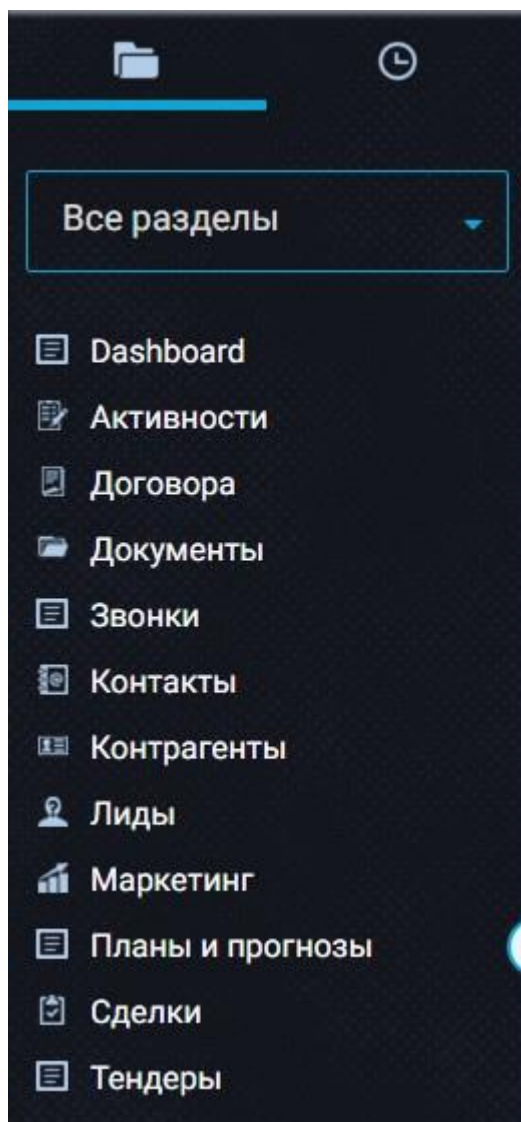 Все разделы
Dashboard
Активности
Договора
Документы
Звонки
Контакты
Контрагенты
Лиды
Маркетинг
Планы и прогнозы
Сделки
Тендеры